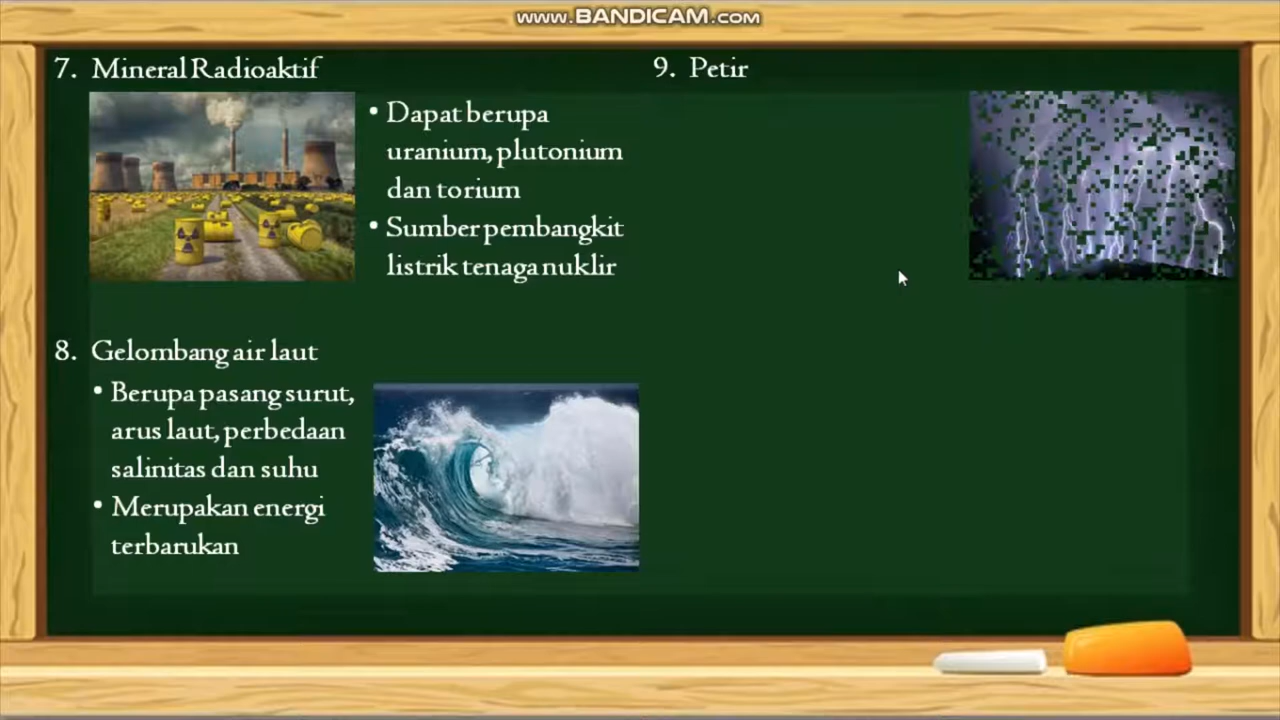 www.BANDICAM.com
7. Mineral Radioaktif
• Dapat berupa
uranium, plutonium
dan torium
• Sumber pembangkit
listrik tenaga nuklir
8. Gelombang air laut
• Berupa pasang surut,
arus laut, perbedaan
salinitas dan suhu
• Merupakan energi
terbarukan
9. Petir